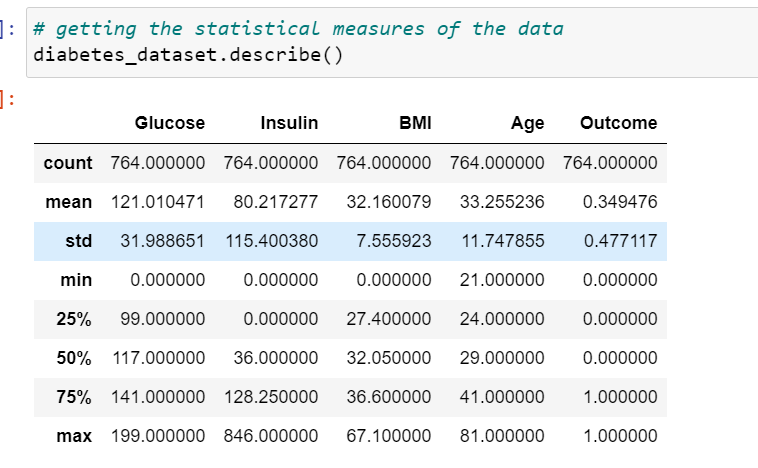 ]: # getting the statistical measures of the data
diabetes_dataset.describe()
]:
Glucose Insulin BMI Age Outcome
count 764.000000 764.000000 764.000000 764.000000 764.000000
mean 121.010471 80.217277 32.160079 33.255236 0.349476
std 31.988651 115.400380 7.555923 11.747855 0.477117
min 0.000000 0.000000 0.000000 21.000000 0.000000
25% 99.000000 0.000000 27.400000 24.000000 0.000000
50% 117.000000 36.000000 32.050000 29.000000 0.000000
75% 141.000000 128.250000 36.600000 41.000000 1.000000
max 199.000000 846.000000 67.100000 81.000000 1.000000